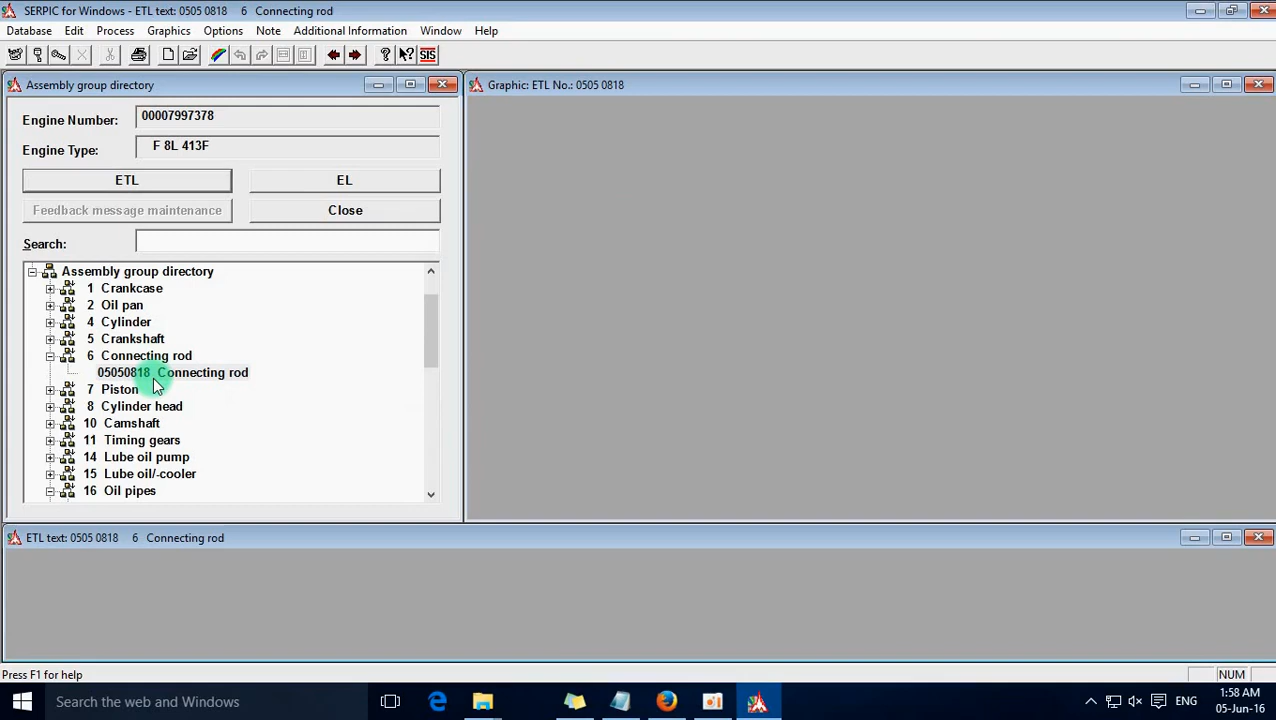 SERPIC for Windows - ETL text: 0505 0818 6 Connecting rod
Database Edit Process Graphics Options Note Additional Information Window Help
SIS
Assembly group directory
Engine Number: 00007997378
Engine Type: F 8L 413F
ETL EL
Feedback message maintenance Close
Search:
Assembly group directory
1 Crankcase
2 Oil pan
4 Cylinder
5 Crankshaft
6 Connecting rod
05050818 Connecting rod
7 Piston
8 Cylinder head
10 Camshaft
11 Timing gears
14 Lube oil pump
15 Lube oil/-cooler
16 Oil pipes
Graphic: ETL No.: 0505 0818
ETL text: 0505 0818 6 Connecting rod
Press F1 for help
NUM
Search the web and Windows
ENG
1:58 AM
05-Jun-16